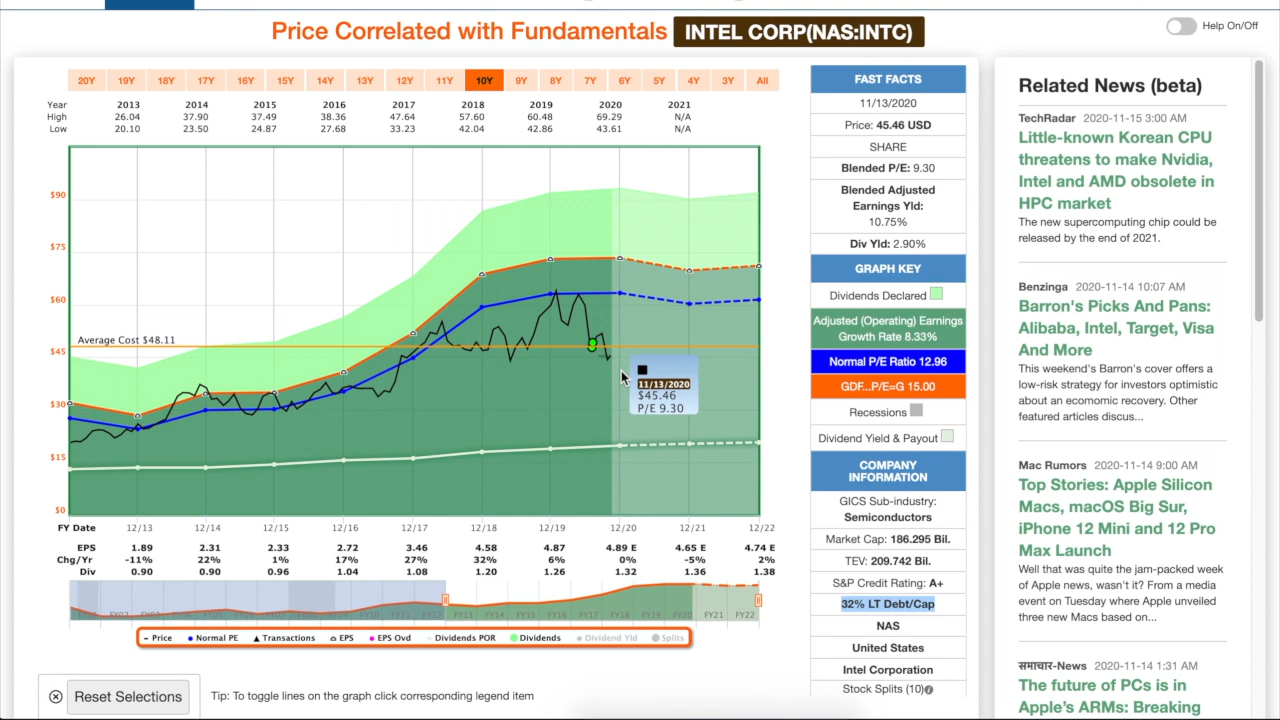 Price Correlated with Fundamentals INTEL CORP(NAS:INTC)
Help On/Off
20Y 19Y 18Y 17Y 16Y 15Y 14Y 13Y 12Y 11Y 10Y 9Y 8Y 7Y 6Y 5Y 4Y 3Y All
Year 2013 2014 2015 2016 2017 2018 2019 2020 2021
High 26.04 37.90 37.49 38.36 47.64 57.60 60.48 69.29 N/A
Low 20.10 23.50 24.87 27.68 33.23 42.04 42.86 43.61 N/A
$90
$75
$60
Average Cost $48.11
$45
$30
$15
$0
11/13/2020
$45.46
P/E 9.30
FY Date 12/13 12/14 12/15 12/16 12/17 12/18 12/19 12/20 12/21 12/22
EPS 1.89 2.31 2.33 2.72 3.46 4.58 4.87 4.89 E 4.65 E 4.74 E
Chg/Yr -11% 22% 1% 17% 27% 32% 6% 0% -5% 2%
Div 0.90 0.90 0.96 1.04 1.08 1.20 1.26 1.32 1.36 1.38
FY02 FY03 FY11 FY13 FY14 FY15 FY16 FY17 FY18 FY19 FY20 FY21 FY22
Price Normal PE Transactions EPS EPS Ovd Dividends POR Dividends Dividend Yld Splits
Reset Selections
Tip: To toggle lines on the graph click corresponding legend item
FAST FACTS
11/13/2020
Price: 45.46 USD
SHARE
Blended P/E: 9.30
Blended Adjusted
Earnings Yld:
10.75%
Div Yld: 2.90%
GRAPH KEY
Dividends Declared
Adjusted (Operating) Earnings
Growth Rate 8.33%
Normal P/E Ratio 12.96
GDF...P/E=G 15.00
Recessions
Dividend Yield & Payout
COMPANY
INFORMATION
GICS Sub-industry:
Semiconductors
Market Cap: 186.295 Bil.
TEV: 209.742 Bil.
S&P Credit Rating: A+
32% LT Debt/Cap
NAS
United States
Intel Corporation
Stock Splits (10)
Related News (beta)
TechRadar 2020-11-15 3:00 AM
Little-known Korean CPU
threatens to make Nvidia,
Intel and AMD obsolete in
HPC market
The new supercomputing chip could be
released by the end of 2021.
Benzinga 2020-11-14 10:07 AM
Barron's Picks And Pans:
Alibaba, Intel, Target, Visa
And More
This weekend's Barron's cover offers a
low-risk strategy for investors optimistic
about an ecomomic recovery. Other
featured articles discus...
Mac Rumors 2020-11-14 9:00 AM
Top Stories: Apple Silicon
Macs, macOS Big Sur,
iPhone 12 Mini and 12 Pro
Max Launch
Well that was quite the jam-packed week
of Apple news, wasn't it? From a media
event on Tuesday where Apple unveiled
three new Macs based on...
समाचार-News 2020-11-14 1:31 AM
The future of PCs is in
Apple's ARMs: Breaking